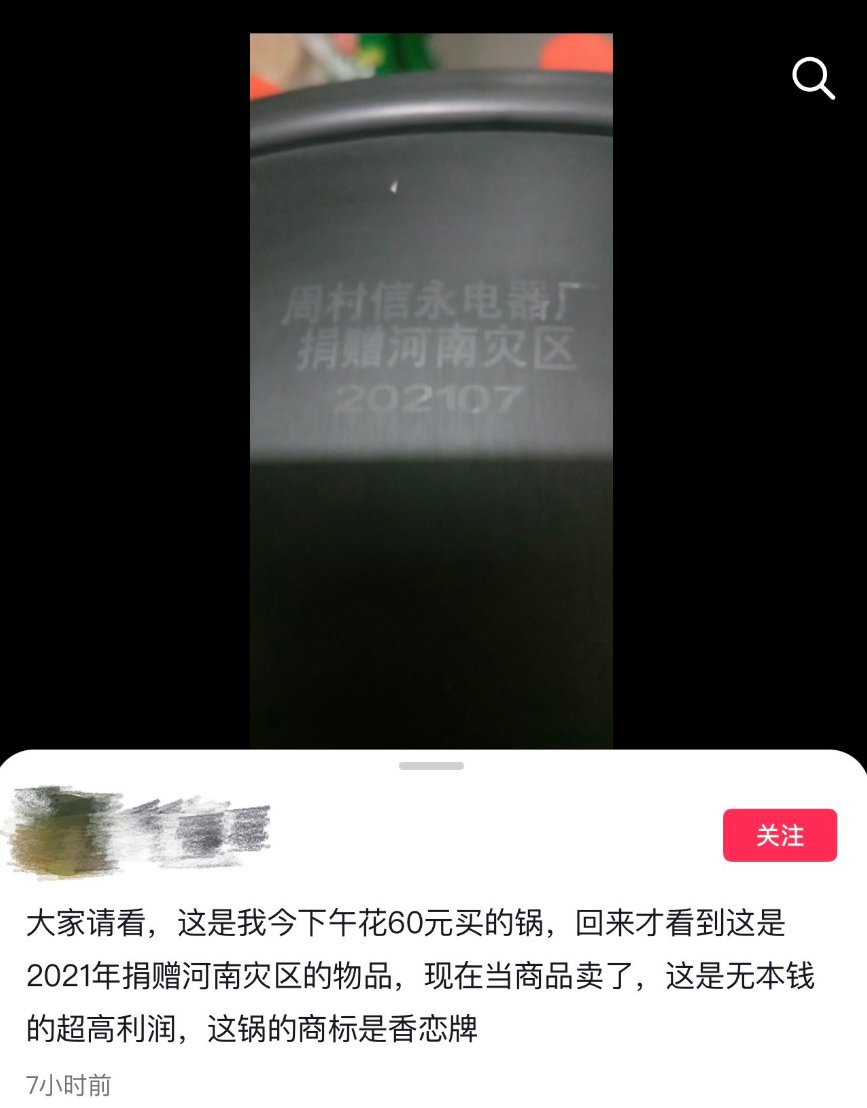 周村信永电器厂
捐赠河南灾区
202107
关注
大家请看，这是我今下午花60元买的锅，回来才看到这是
2021年捐赠河南灾区的物品，现在当商品卖了，这是无本钱
的超高利润，这锅的商标是香恋牌
7小时前